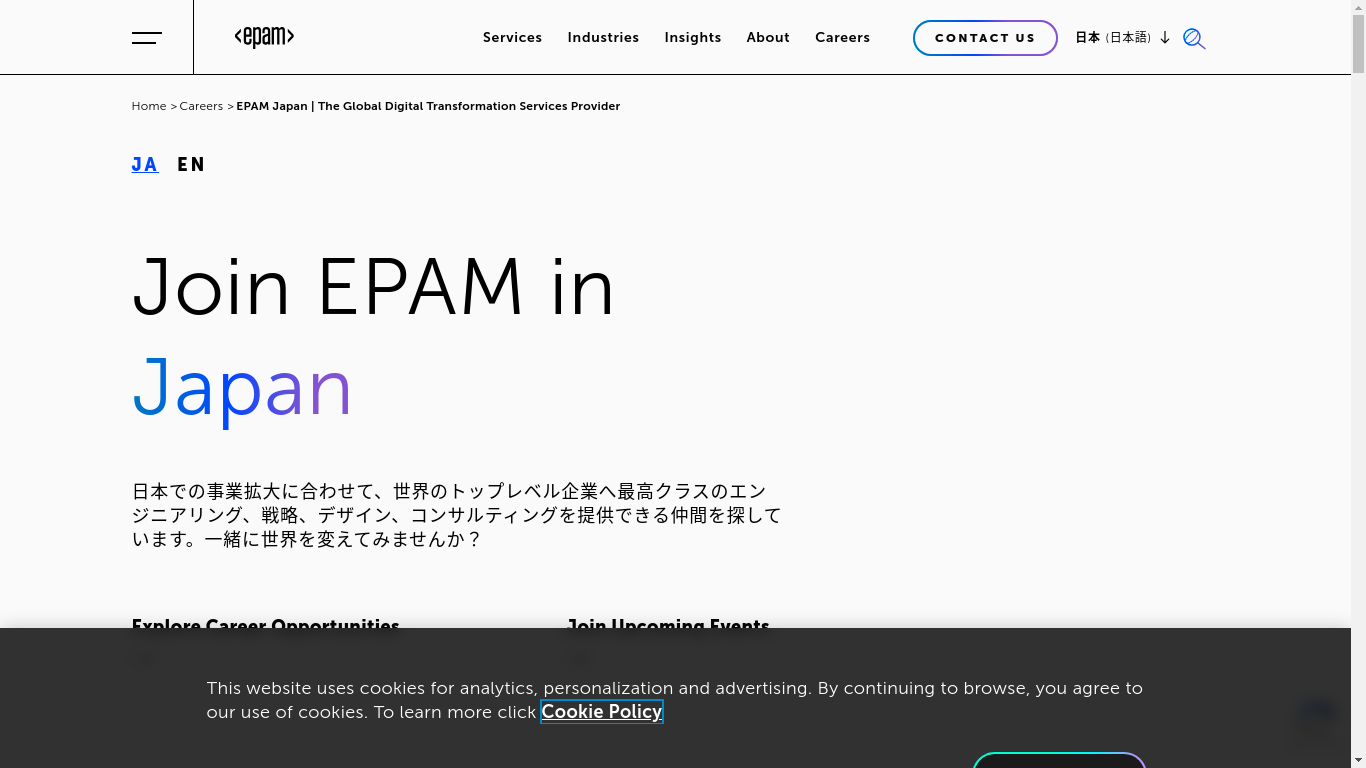 <epam>
Services Industries Insights About Careers CONTACT US 日本 (日本語)
Home > Careers > EPAM Japan | The Global Digital Transformation Services Provider
JA EN
Join EPAM in
Japan
日本での事業拡大に合わせて、世界のトップレベル企業へ最高クラスのエン
ジニアリング、戦略、デザイン、コンサルティングを提供できる仲間を探して
います。一緒に世界を変えてみませんか？
Explore Career Opportunities Join Upcoming Events
This website uses cookies for analytics, personalization and advertising. By continuing to browse, you agree to
our use of cookies. To learn more click Cookie Policy